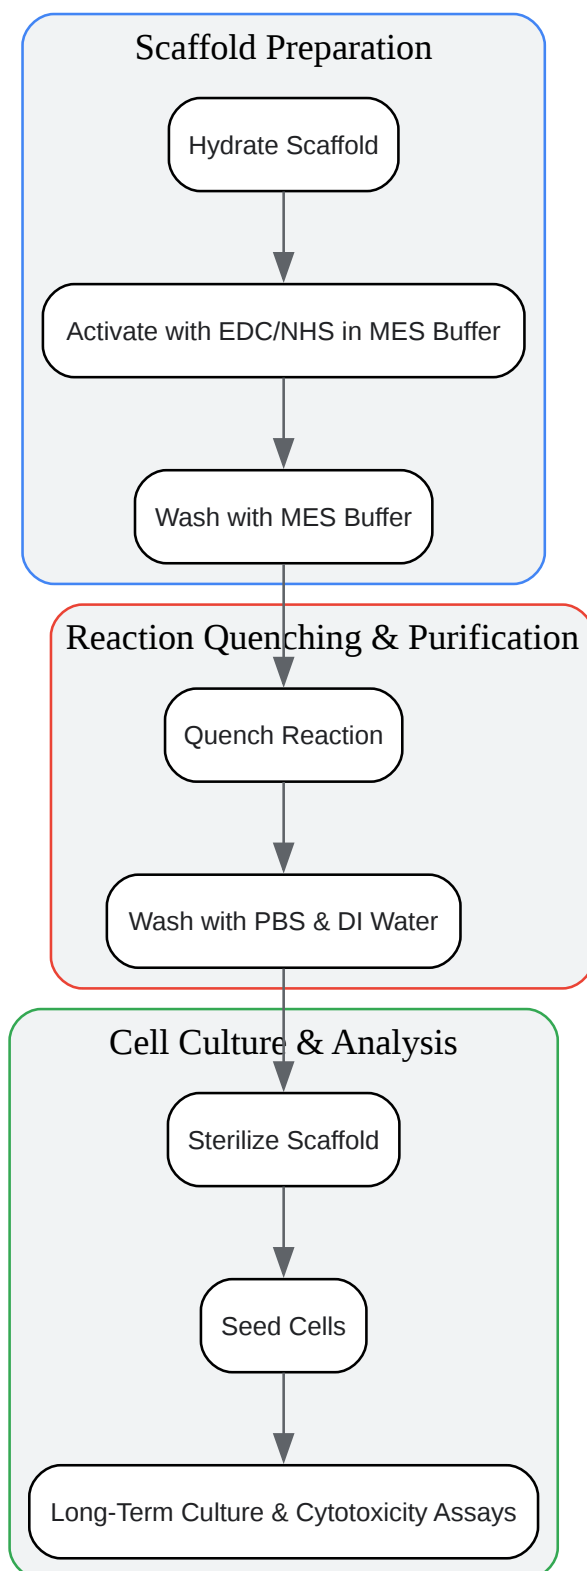 Scaffold Preparation
Hydrate Scaffold
Activate with EDC/NHS in MES Buffer
Wash with MES Buffer
Reaction Quenching & Purification
Quench Reaction
Wash with PBS & DI Water
Cell Culture & Analysis
Sterilize Scaffold
Seed Cells
Long-Term Culture & Cytotoxicity Assays